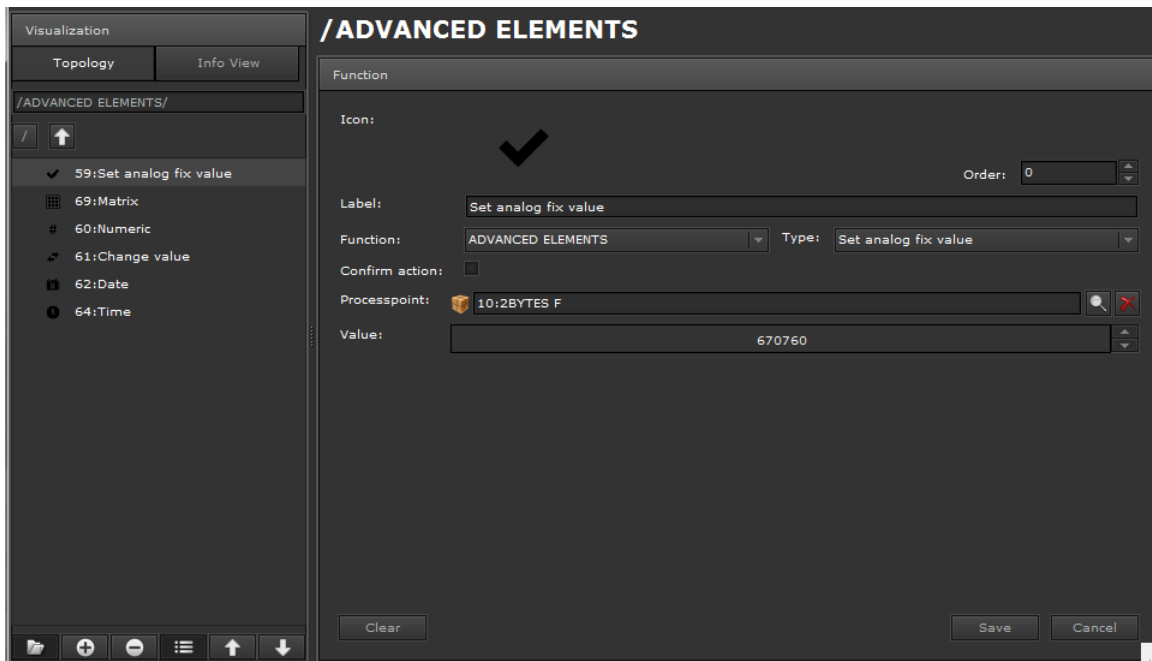 Visualization
Topology
Info View
/ADVANCED ELEMENTS/
/
59:Set analog fix value
69:Matrix
60:Numeric
61:Change value
62:Date
64:Time
/ADVANCED ELEMENTS
Function
Icon:
Order: 0
Label: Set analog fix value
Function: ADVANCED ELEMENTS Type: Set analog fix value
Confirm action:
Processpoint: 10:2BYTES F
Value: 670760
Clear Save Cancel